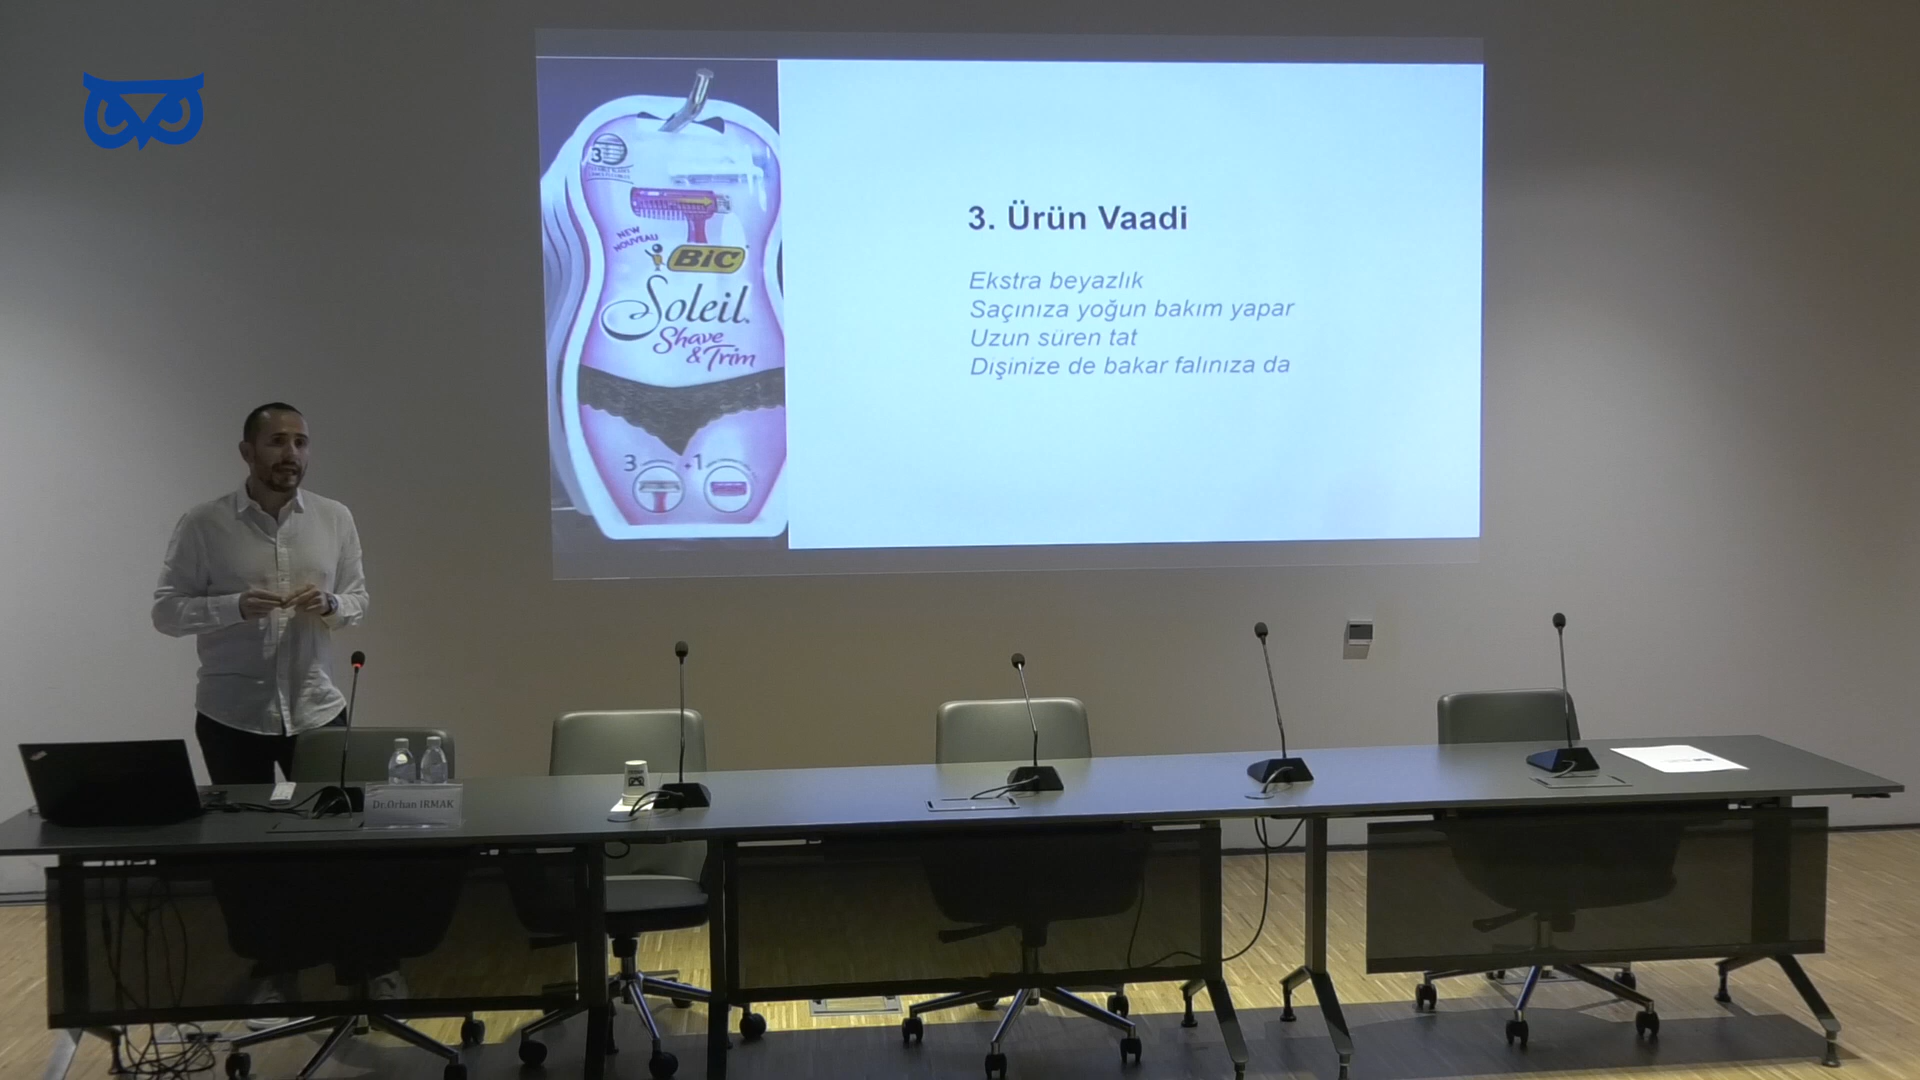 3
NEW
NOUVEAU
BiC
Soleil
Shave
& Trim
3 +1
3. Ürün Vaadi
Ekstra beyazlık
Saçınıza yoğun bakım yapar
Uzun süren tat
Dişinize de bakar falınıza da
Dr.Orhan IRMAK